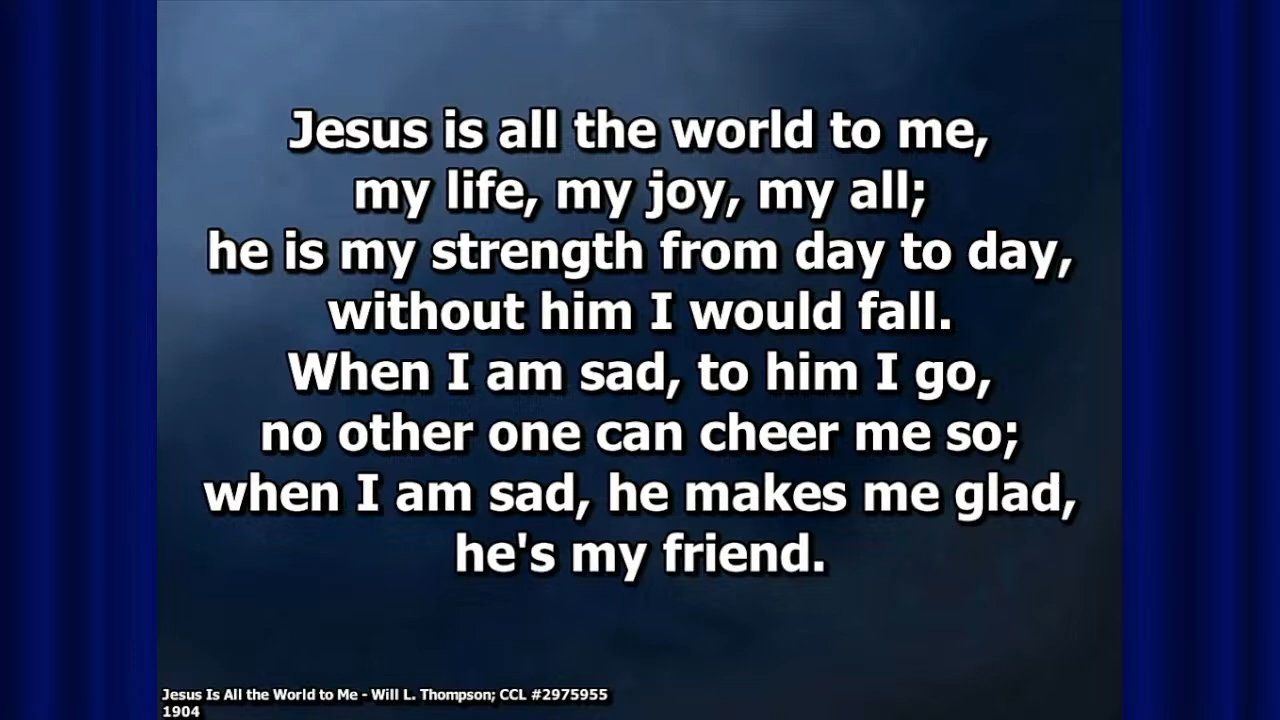 Jesus is all the world to me,
my life, my joy, my all;
he is my strength from day to day,
without him I would fall.
When I am sad, to him I go,
no other one can cheer me so;
when I am sad, he makes me glad,
he's my friend.
Jesus Is All the World to Me - Will L. Thompson; CCL #2975955
1904